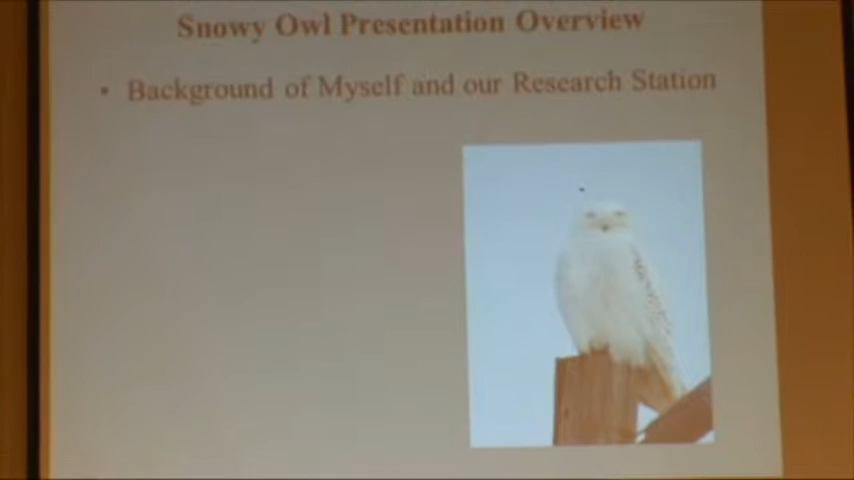 Snowy Owl Presentation Overview
• Background of Myself and our Research Station